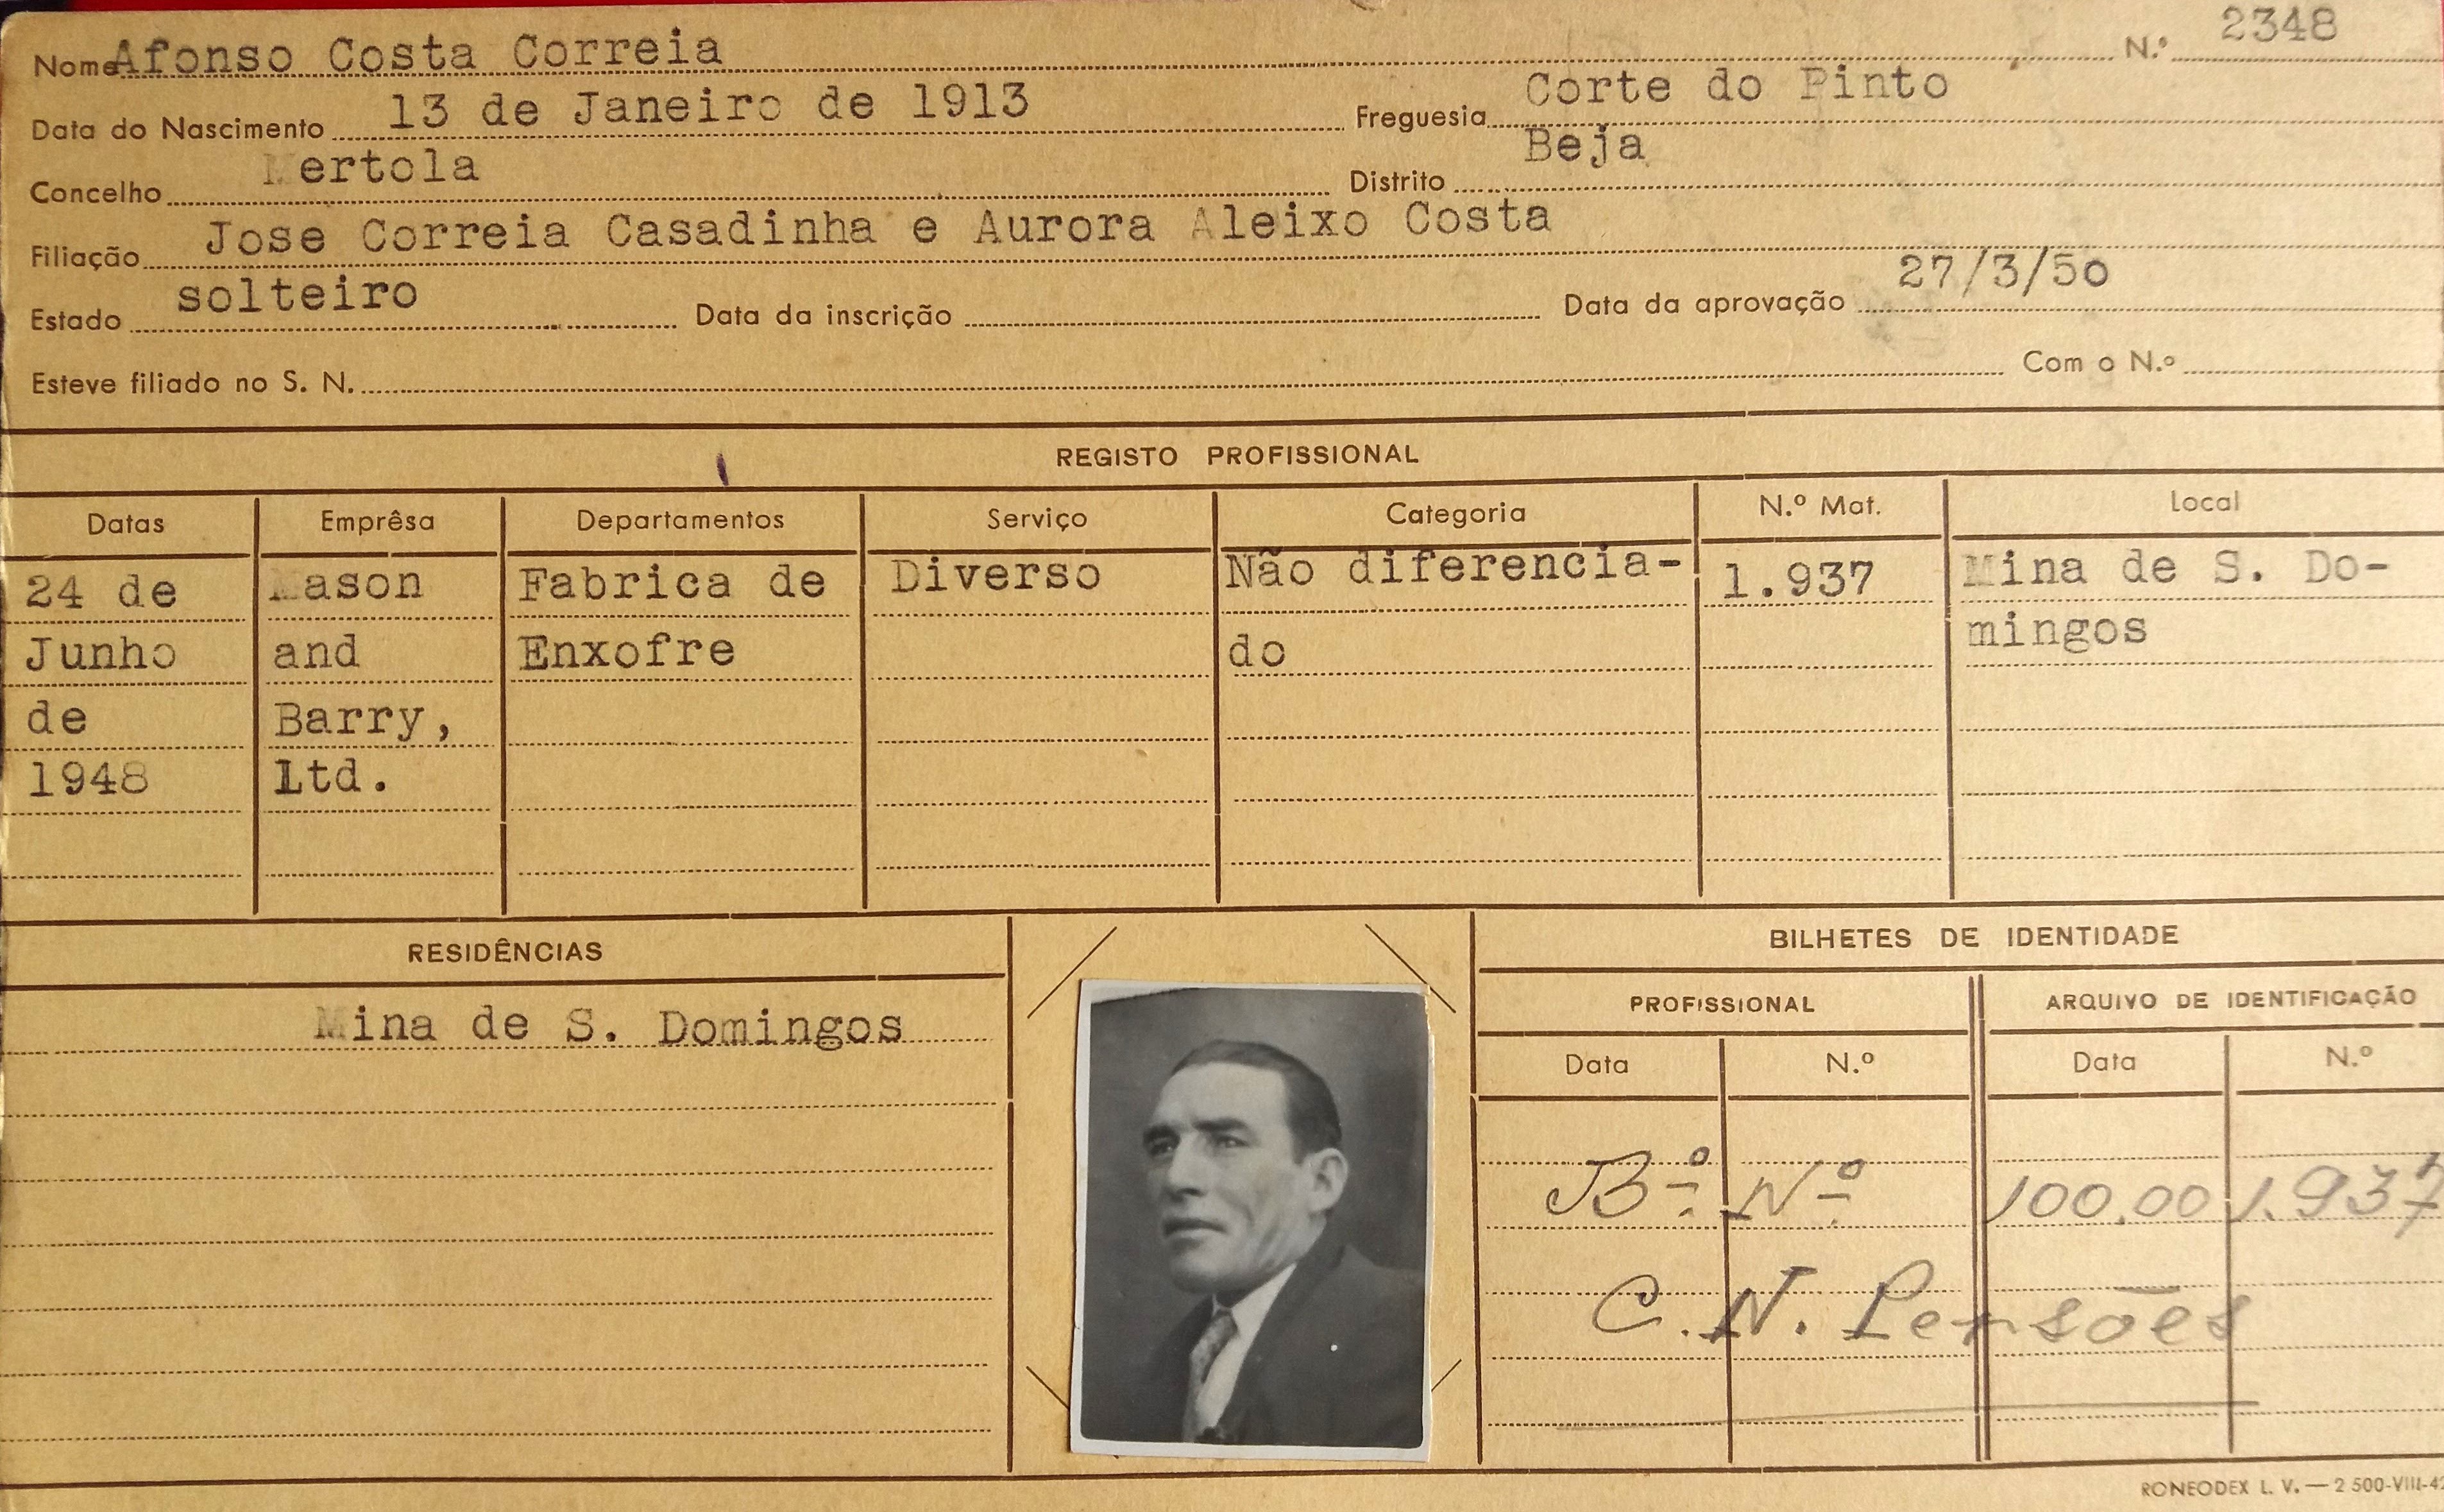 Nome Afonso Costa Correia N.º 2348
Data do Nascimento 13 de Janeiro de 1913 Freguesia Corte do Pinto
Concelho Mertola Distrito Beja
Filiação Jose Correia Casadinha e Aurora Aleixo Costa
Estado solteiro Data da inscrição Data da aprovação 27/3/50
Esteve filiado no S. N. Com o N.º
REGISTO PROFISSIONAL
Datas Emprêsa Departamentos Serviço Categoria N.º Mat. Local
24 de Mason Fabrica de Diverso Não diferencia- 1.937 Mina de S. Do-
Junho and Enxofre do mingos
de Barry,
1948 Ltd.
RESIDÊNCIAS BILHETES DE IDENTIDADE
PROFISSIONAL ARQUIVO DE IDENTIFICAÇÃO
Mina de S. Domingos
Data N.º Data N.º
Bº Nº 100.00 1.937
C. N. Pensões
RONEODEX L. V. — 2 500-VIII-42